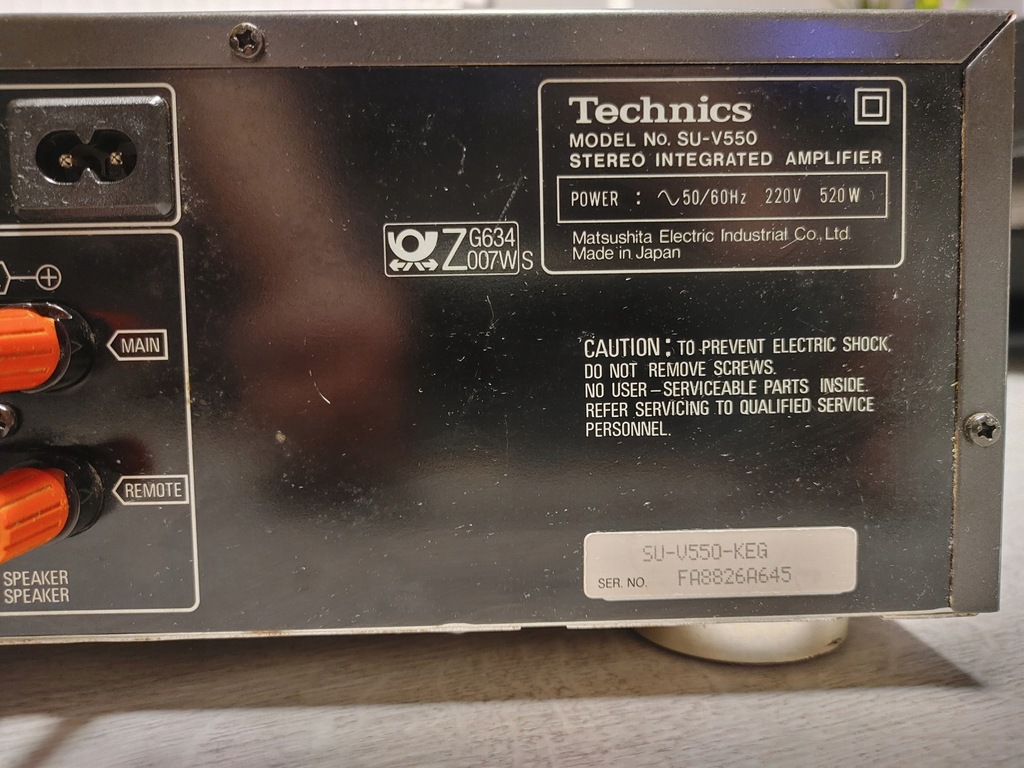 Technics
MODEL No. SU-V550
STEREO INTEGRATED AMPLIFIER
POWER : ∿50/60Hz 220V 520W
Matsushita Electric Industrial Co., Ltd.
Made in Japan
Z G634
007W S
MAIN
CAUTION: TO PREVENT ELECTRIC SHOCK,
DO NOT REMOVE SCREWS.
NO USER-SERVICEABLE PARTS INSIDE.
REFER SERVICING TO QUALIFIED SERVICE
PERSONNEL.
REMOTE
SPEAKER
SPEAKER
SU-V550-KEG
SER. NO. FA8826A645